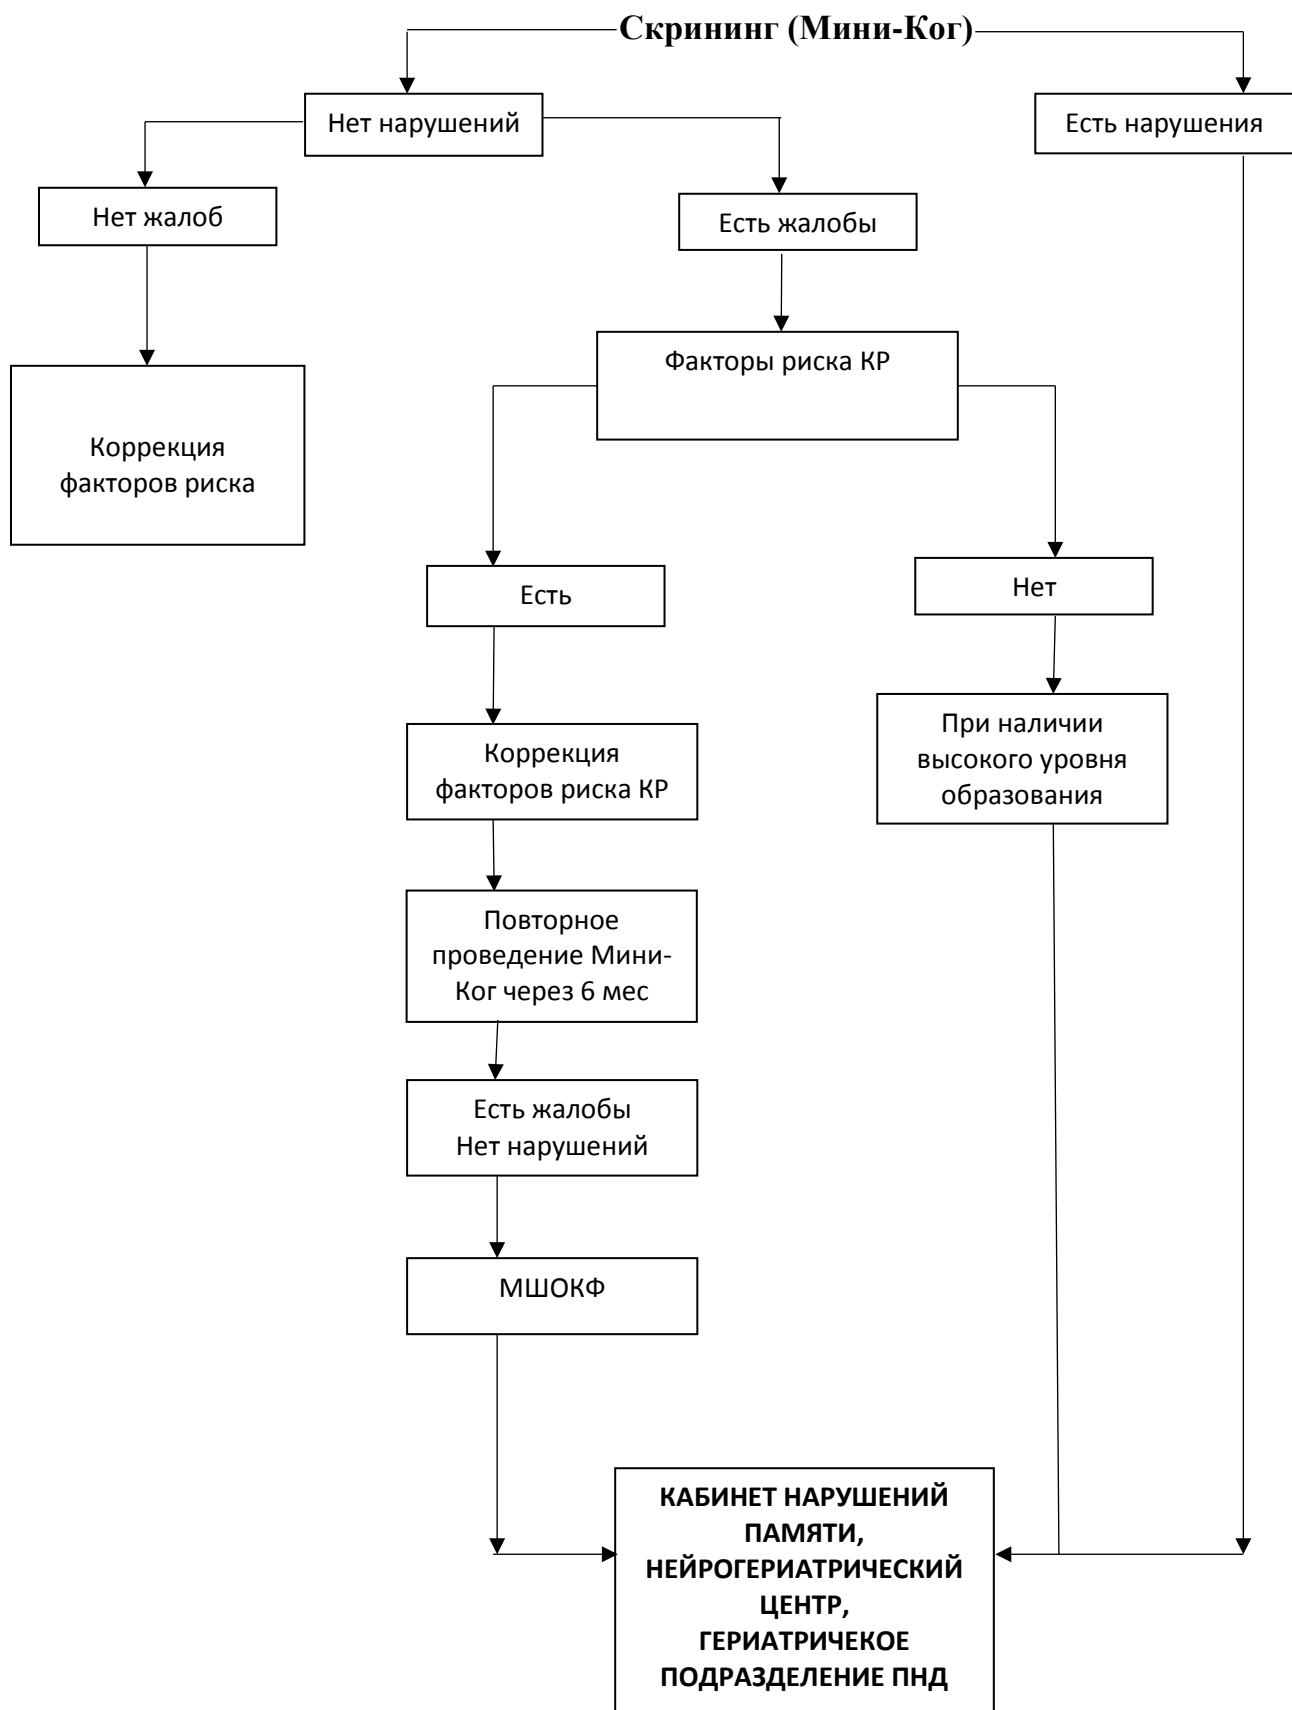 Скрининг (Мини-Ког)
Нет нарушений
Есть нарушения
Нет жалоб
Есть жалобы
Факторы риска КР
Коррекция
факторов риска
Есть
Нет
Коррекция
факторов риска КР
При наличии
высокого уровня
образования
Повторное
проведение Мини-
Ког через 6 мес
Есть жалобы
Нет нарушений
МШОКФ
КАБИНЕТ НАРУШЕНИЙ
ПАМЯТИ,
НЕЙРОГЕРИАТРИЧЕСКИЙ
ЦЕНТР,
ГЕРИАТРИЧЕКОЕ
ПОДРАЗДЕЛЕНИЕ ПНД